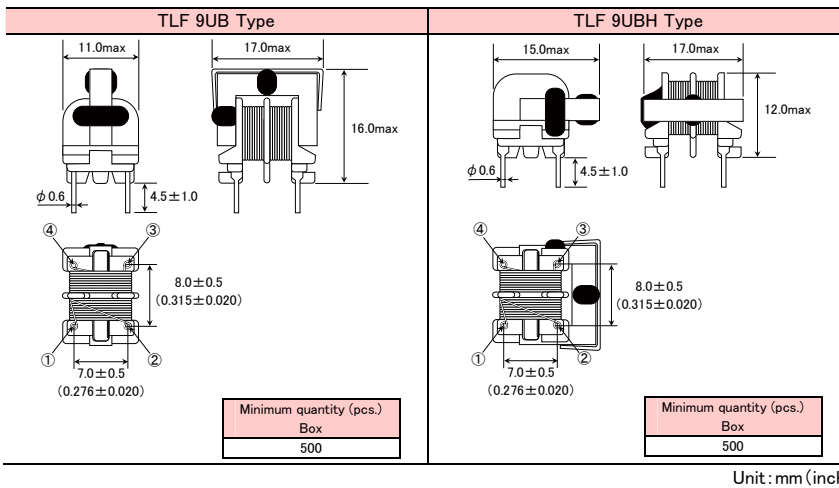 TLF 9UB Type
11.0max
17.0max
16.0max
φ0.6
4.5±1.0
④
③
8.0±0.5
(0.315±0.020)
①
②
7.0±0.5
(0.276±0.020)
Minimum quantity (pcs.)
Box
500
TLF 9UBH Type
15.0max
17.0max
12.0max
φ0.6
4.5±1.0
④
③
8.0±0.5
(0.315±0.020)
①
②
7.0±0.5
(0.276±0.020)
Minimum quantity (pcs.)
Box
500
Unit:mm(incl